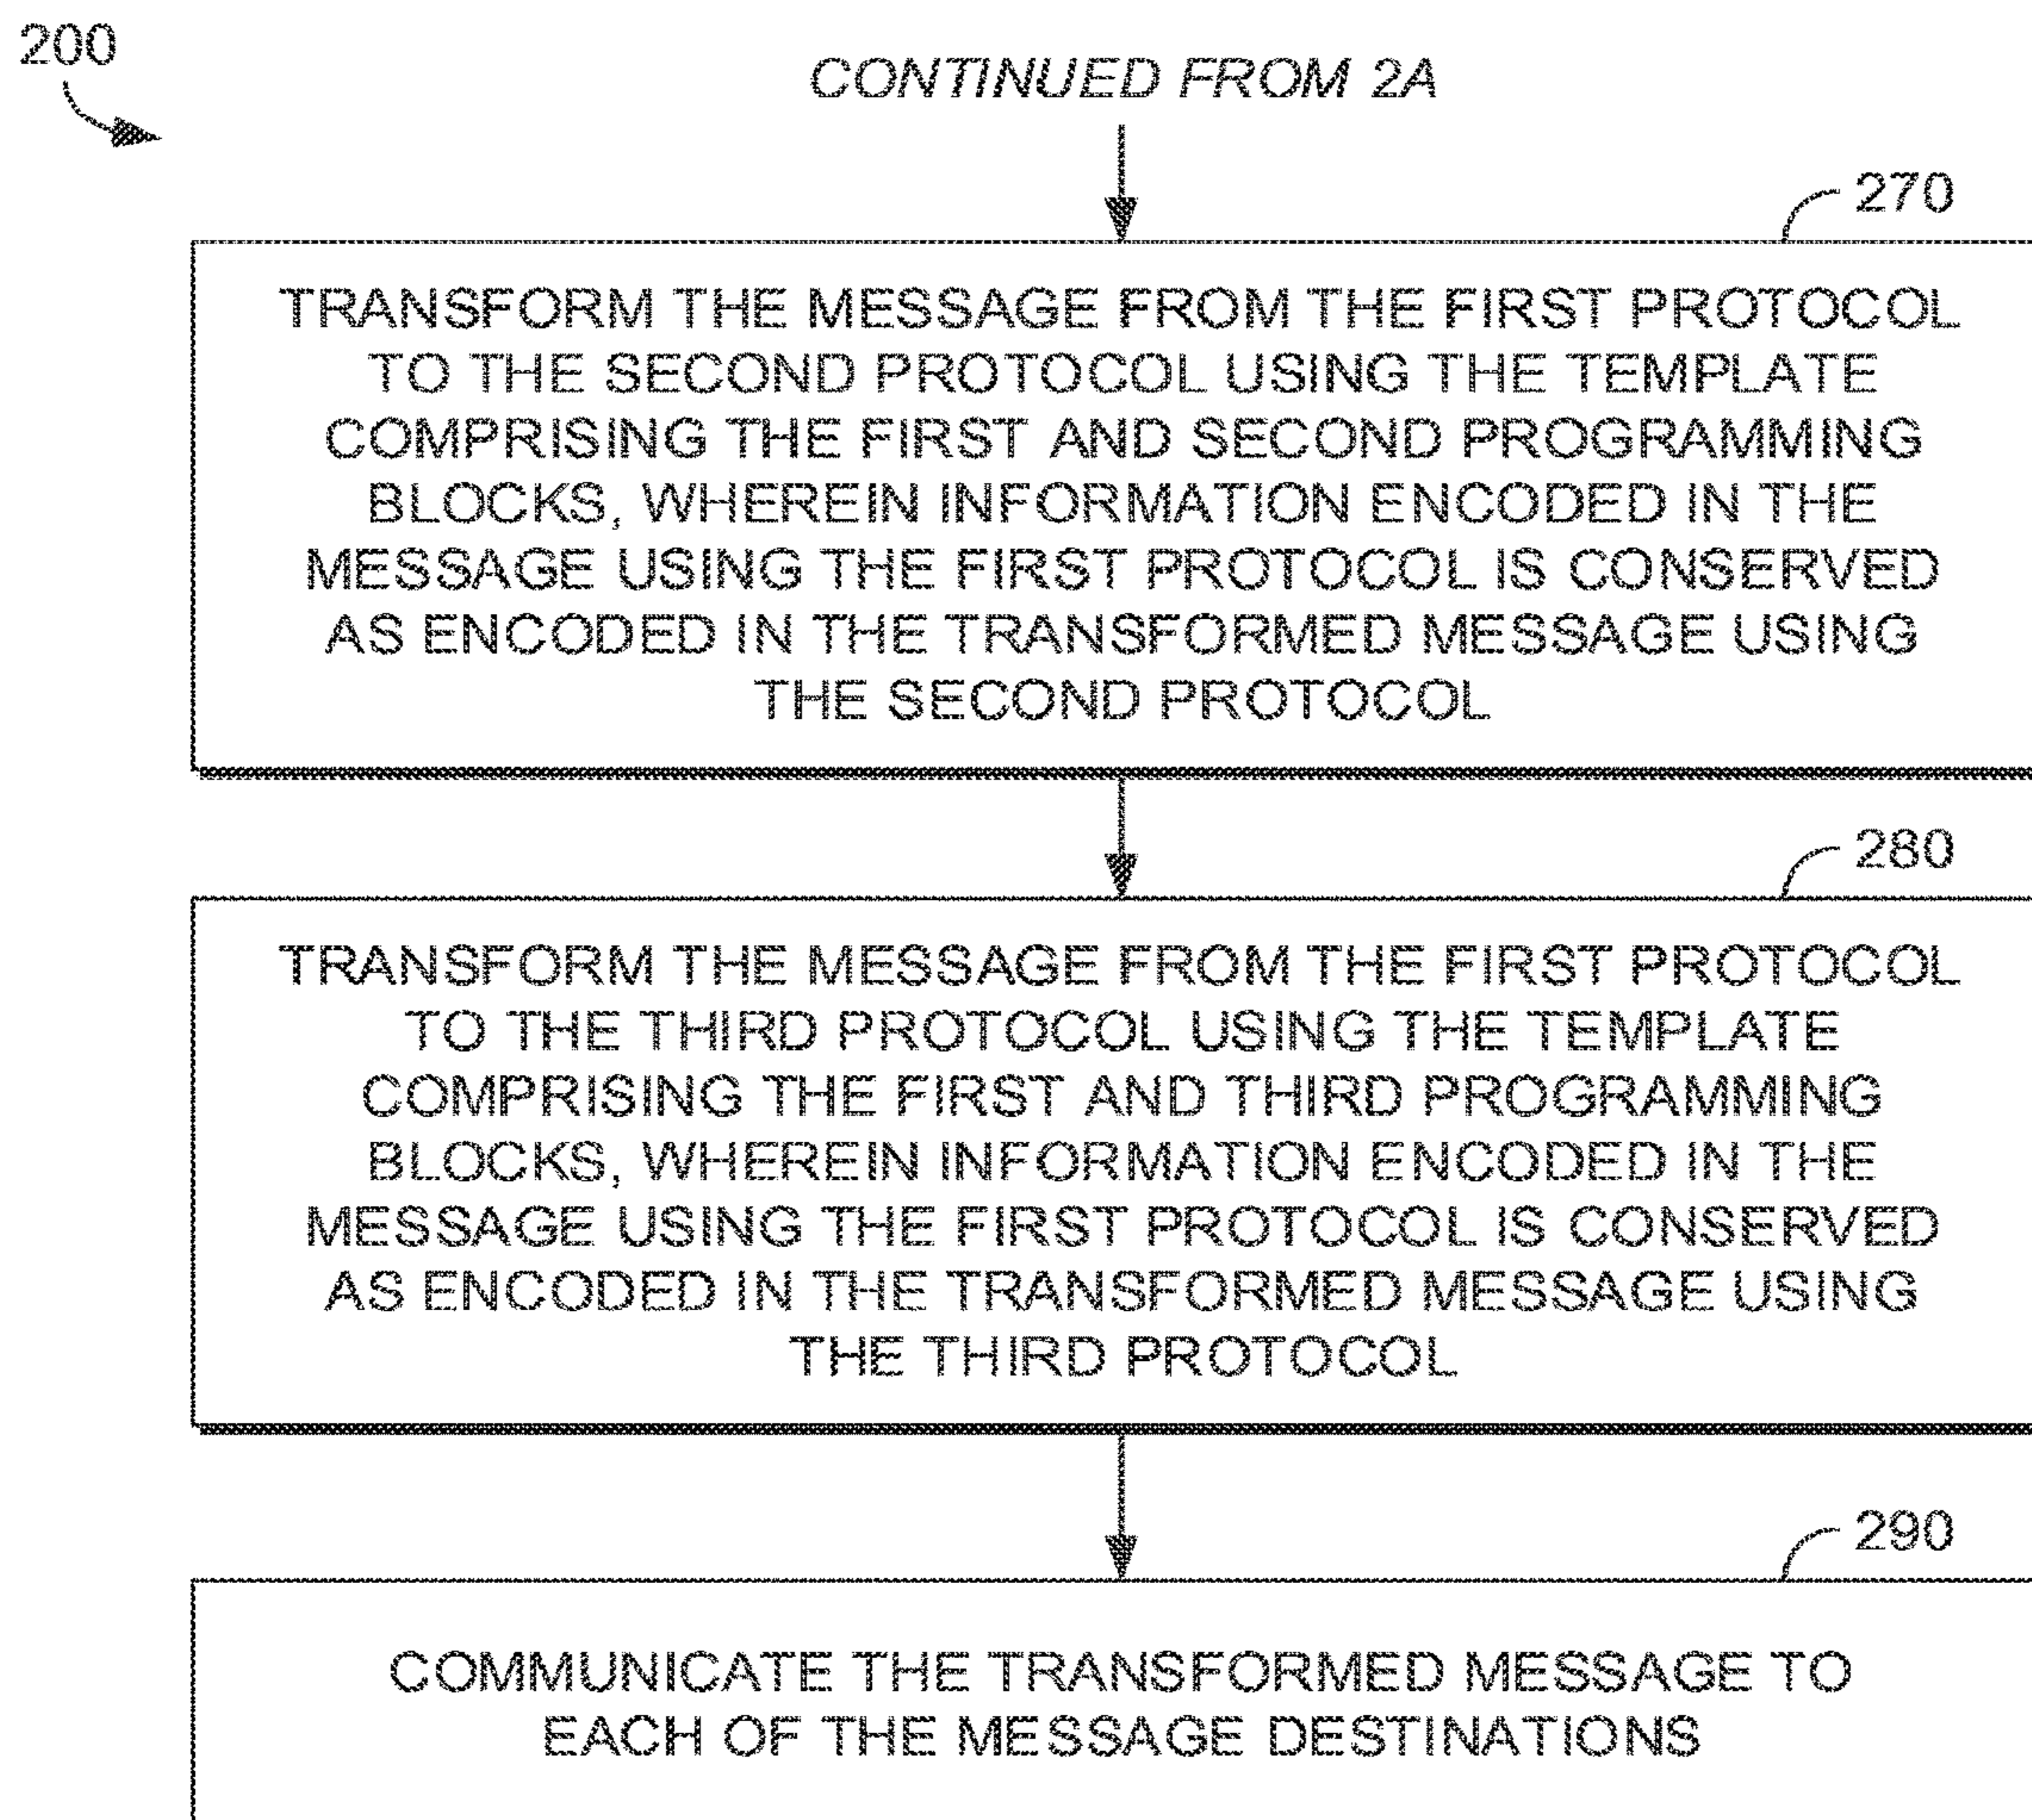 200
CONTINUED FROM 2A
270
TRANSFORM THE MESSAGE FROM THE FIRST PROTOCOL
TO THE SECOND PROTOCOL USING THE TEMPLATE
COMPRISING THE FIRST AND SECOND PROGRAMMING
BLOCKS, WHEREIN INFORMATION ENCODED IN THE
MESSAGE USING THE FIRST PROTOCOL IS CONSERVED
AS ENCODED IN THE TRANSFORMED MESSAGE USING
THE SECOND PROTOCOL
280
TRANSFORM THE MESSAGE FROM THE FIRST PROTOCOL
TO THE THIRD PROTOCOL USING THE TEMPLATE
COMPRISING THE FIRST AND THIRD PROGRAMMING
BLOCKS, WHEREIN INFORMATION ENCODED IN THE
MESSAGE USING THE FIRST PROTOCOL IS CONSERVED
AS ENCODED IN THE TRANSFORMED MESSAGE USING
THE THIRD PROTOCOL
290
COMMUNICATE THE TRANSFORMED MESSAGE TO
EACH OF THE MESSAGE DESTINATIONS